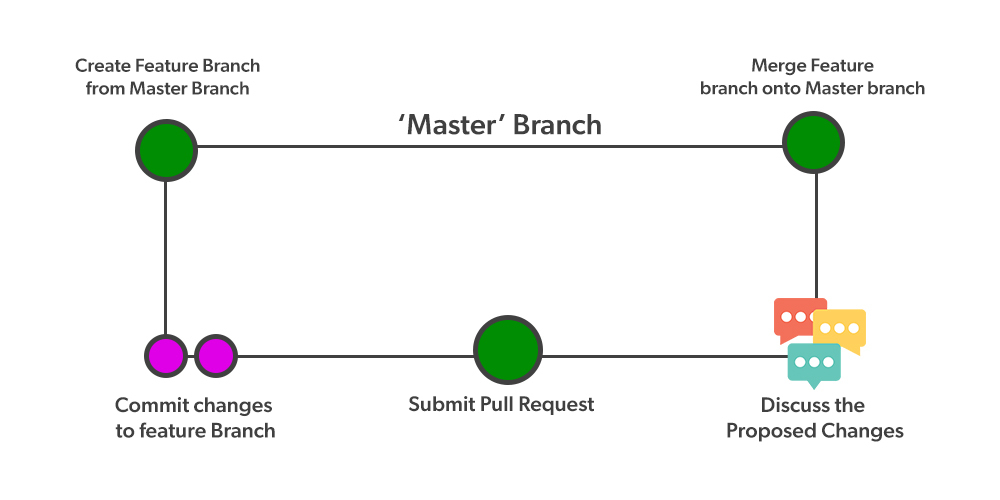 Create Feature Branch
from Master Branch
Merge Feature
branch onto Master branch
‘Master’ Branch
Commit changes
to feature Branch
Submit Pull Request
Discuss the
Proposed Changes